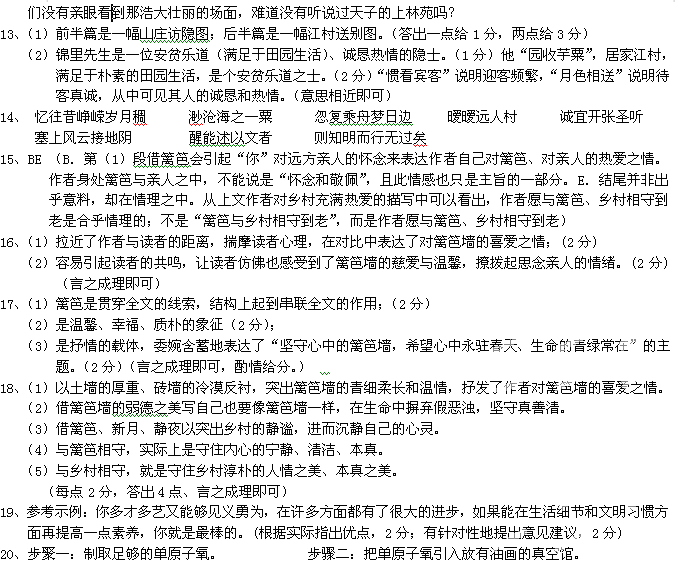 们没有亲眼看到那浩大壮丽的场面，难道没有听说过天子的上林苑吗？
13、（1）前半篇是一幅山庄访隐图；后半篇是一幅江村送别图。（答出一点给 1 分，两点给 3 分）
（2）锦里先生是一位安贫乐道（满足于田园生活）、诚恳热情的隐士。（1 分）他“园收芋粟”，居家江村，
满足于朴素的田园生活，是个安贫乐道之士。（2 分）“惯看宾客”说明迎客频繁，“月色相送”说明待
客真诚，从中可见其人的诚恳和热情。（意思相近即可）
14、 忆往昔峥嵘岁月稠 渺沧海之一粟 忽复乘舟梦日边 暧暧远人村 诚宜开张圣听
塞上风云接地阴 醒能述以文者 则知明而行无过矣
15、BE （B．第（1）段借篱笆会引起“你”对远方亲人的怀念来表达作者自己对篱笆、对亲人的热爱之情。
作者身处篱笆与亲人之中，不能说是“怀念和敬佩”，且此情感也只是主旨的一部分。E．结尾并非出
乎意料，却在情理之中。从上文作者对乡村充满热爱的描写中可以看出，作者愿与篱笆、乡村相守到
老是合乎情理的；不是“篱笆与乡村相守到老”，而是作者愿与篱笆、乡村相守到老）
16、（1）拉近了作者与读者的距离，揣摩读者心理，在对比中表达了对篱笆墙的喜爱之情；（2 分）
（2）容易引起读者的共鸣，让读者仿佛也感受到了篱笆墙的慈爱与温馨，撩拨起思念亲人的情绪。（2 分）
（言之成理即可）
17、（1）篱笆是贯穿全文的线索，结构上起到串联全文的作用；（2 分）
（2）是温馨、幸福、质朴的象征（2 分）；
（3）是抒情的载体，委婉含蓄地表达了“坚守心中的篱笆墙，希望心中永驻春天、生命的青绿常在”的主
题。（2 分）（言之成理即可，酌情给分。）
18、（1）以土墙的厚重、砖墙的冷漠反衬，突出篱笆墙的青细柔长和温情，抒发了作者对篱笆墙的喜爱之情。
（2）借篱笆墙的弱德之美写自己也要像篱笆墙一样，在生命中摒弃假恶浊，坚守真善清。
（3）借篱笆、新月、静夜以突出乡村的静谧，进而沉静自己的心灵。
（4）与篱笆相守，实际上是守住内心的宁静、清洁、本真。
（5）与乡村相守，就是守住乡村淳朴的人情之美、本真之美。
（每点 2 分，答出 4 点、言之成理即可）
19、参考示例：你多才多艺又能够见义勇为，在许多方面都有了很大的进步，如果能在生活细节和文明习惯方
面再提高一点素养，你就是最棒的。（根据实际指出优点，2 分；有针对性地提出意见建议，2 分）
20、步聚一：制取足够的单原子氧。 步骤二：把单原子氧引入放有油画的真空馆。